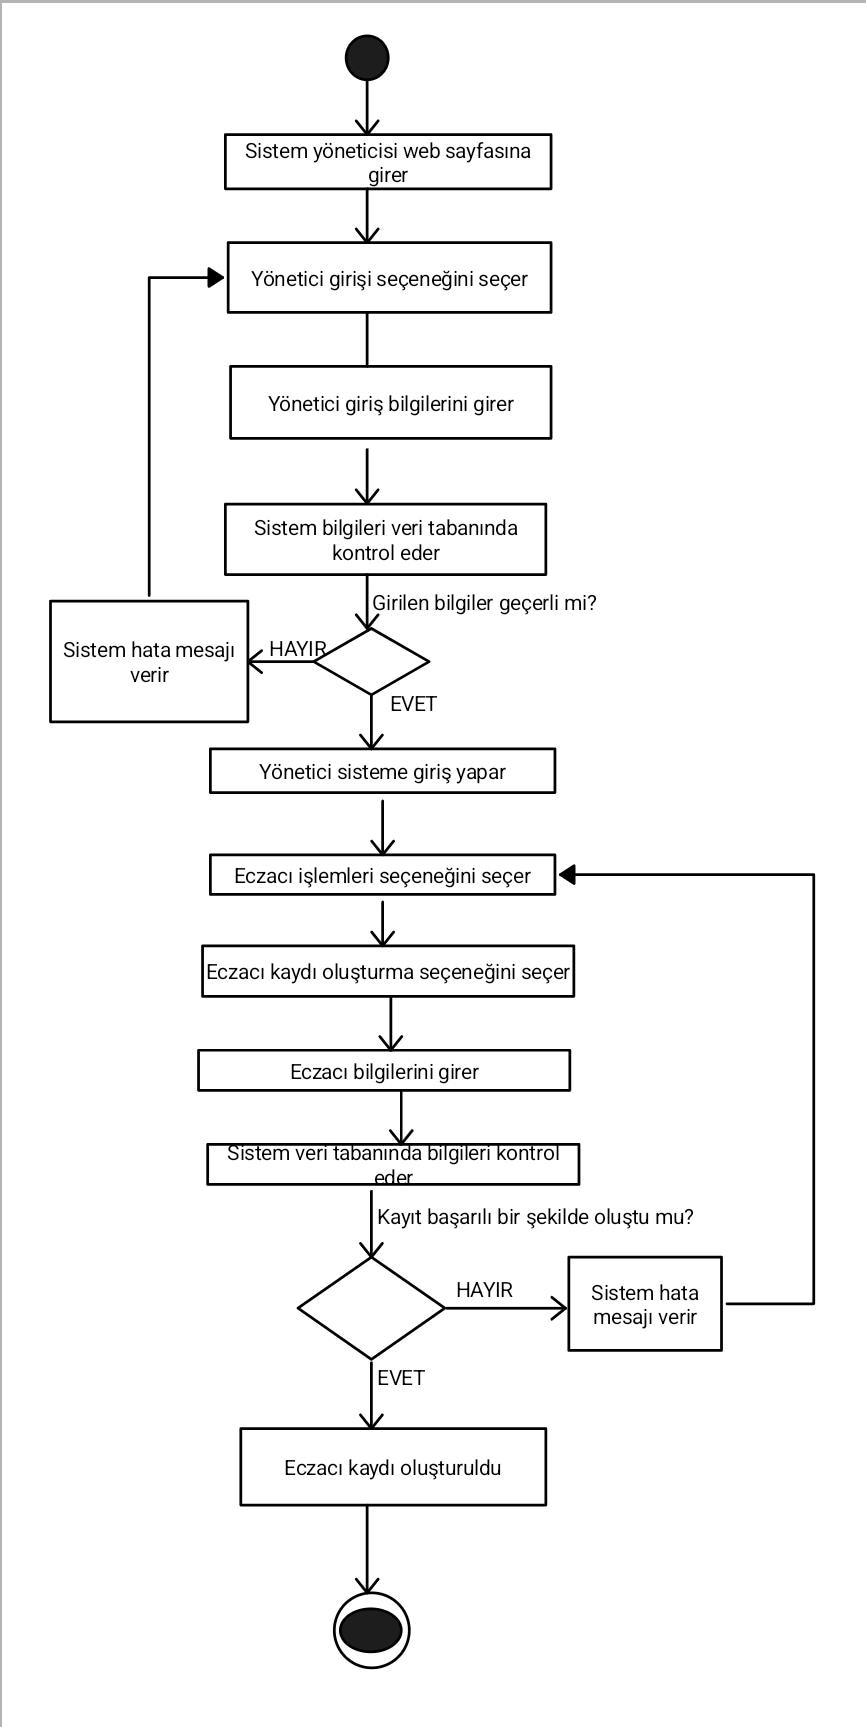 Sistem yöneticisi web sayfasına
girer
Yönetici girişi seçeneğini seçer
Yönetici giriş bilgilerini girer
Sistem bilgileri veri tabanında
kontrol eder
Girilen bilgiler geçerli mi?
HAYIR
Sistem hata mesajı
verir
EVET
Yönetici sisteme giriş yapar
Eczacı işlemleri seçeneğini seçer
Eczacı kaydı oluşturma seçeneğini seçer
Eczacı bilgilerini girer
Sistem veri tabanında bilgileri kontrol
eder
Kayıt başarılı bir şekilde oluştu mu?
HAYIR
Sistem hata
mesajı verir
EVET
Eczacı kaydı oluşturuldu